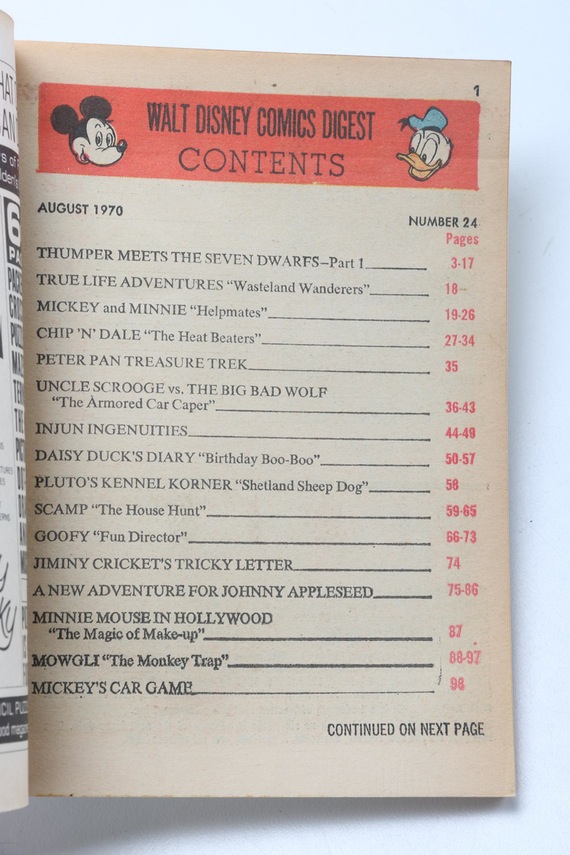 1
WALT DISNEY COMICS DIGEST
CONTENTS
AUGUST 1970
NUMBER 24
Pages
THUMPER MEETS THE SEVEN DWARFS—Part 1 3-17
TRUE LIFE ADVENTURES “Wasteland Wanderers” 18
MICKEY and MINNIE “Helpmates” 19-26
CHIP ’N’ DALE “The Heat Beaters” 27-34
PETER PAN TREASURE TREK 35
UNCLE SCROOGE vs. THE BIG BAD WOLF
“The Armored Car Caper” 36-43
INJUN INGENUITIES 44-49
DAISY DUCK’S DIARY “Birthday Boo-Boo” 50-57
PLUTO’S KENNEL KORNER “Shetland Sheep Dog” 58
SCAMP “The House Hunt” 59-65
GOOFY “Fun Director” 66-73
JIMINY CRICKET’S TRICKY LETTER 74
A NEW ADVENTURE FOR JOHNNY APPLESEED 75-86
MINNIE MOUSE IN HOLLYWOOD
“The Magic of Make-up” 87
MOWGLI “The Monkey Trap” 88-97
MICKEY’S CAR GAME 98
CONTINUED ON NEXT PAGE